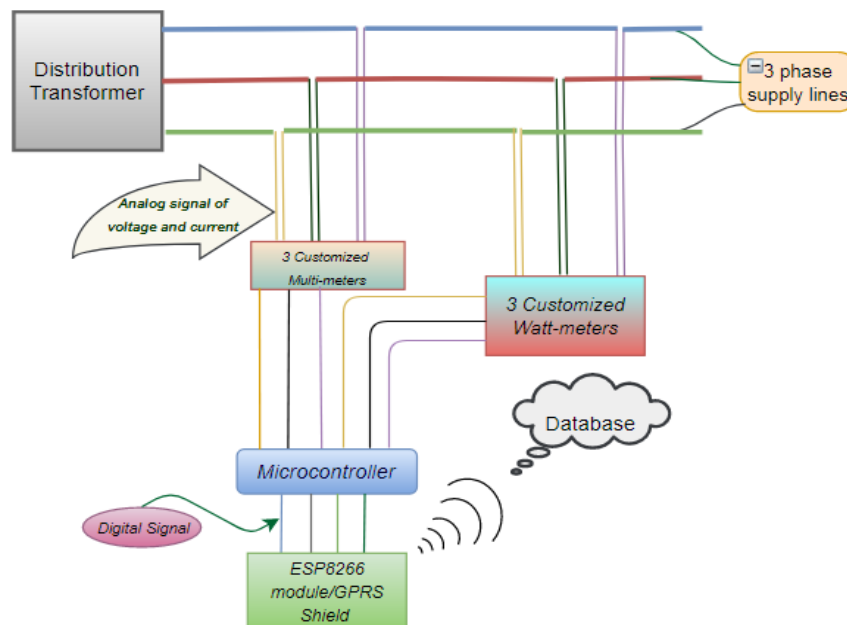 Distribution
Transformer
3 phase
supply lines
Analog signal of
voltage and current
3 Customized
Multi-meters
3 Customized
Watt-meters
Database
Microcontroller
Digital Signal
ESP8266
module/GPRS
Shield